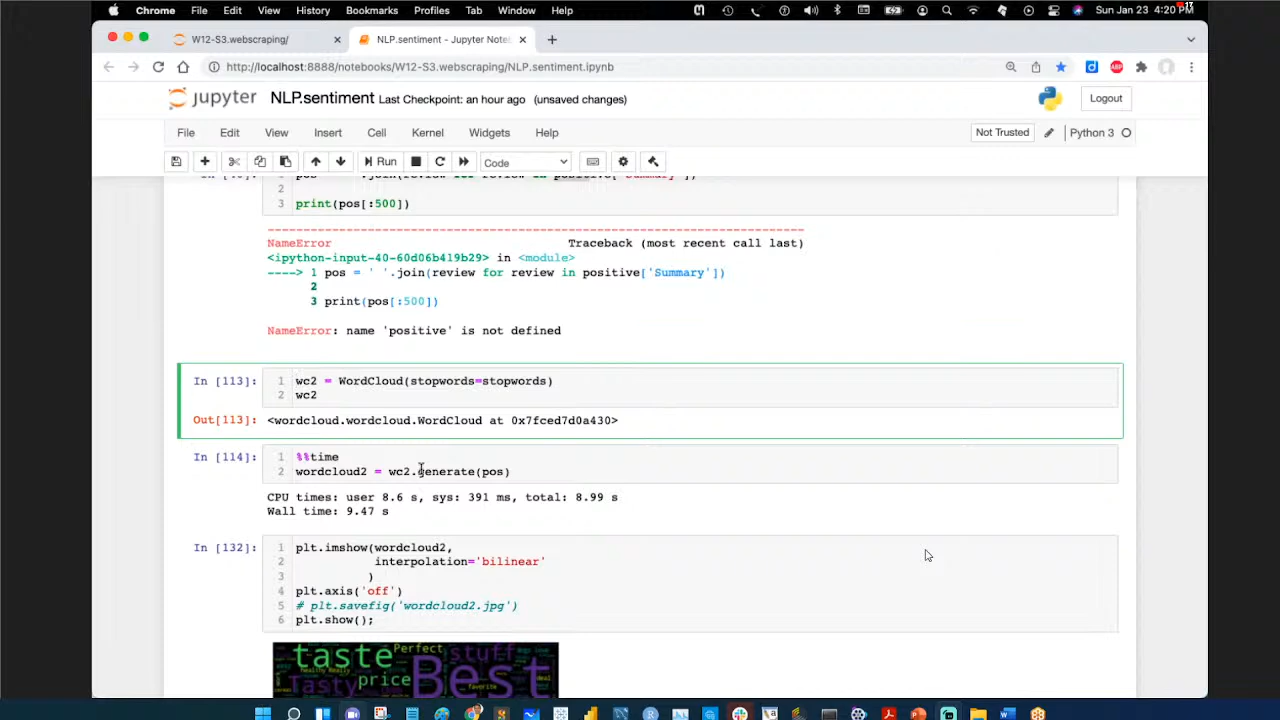 Chrome File Edit View History Bookmarks Profiles Tab Window Help Sun Jan 23 4:20 PM
W12-S3.webscraping/
NLP.sentiment - Jupyter Note
http://localhost:8888/notebooks/W12-S3.webscraping/NLP.sentiment.ipynb
jupyter NLP.sentiment Last Checkpoint: an hour ago (unsaved changes) Logout
File Edit View Insert Cell Kernel Widgets Help Not Trusted Python 3
Run Code
2
3 print(pos[:500])
NameError Traceback (most recent call last)
<ipython-input-40-60d06b419b29> in <module>
----> 1 pos = ' '.join(review for review in positive['Summary'])
2
3 print(pos[:500])
NameError: name 'positive' is not defined
In [113]: 1 wc2 = WordCloud(stopwords=stopwords)
2 wc2
Out[113]: <wordcloud.wordcloud.WordCloud at 0x7fced7d0a430>
In [114]: 1 %%time
2 wordcloud2 = wc2.generate(pos)
CPU times: user 8.6 s, sys: 391 ms, total: 8.99 s
Wall time: 9.47 s
In [132]: 1 plt.imshow(wordcloud2,
2 interpolation='bilinear'
3 )
4 plt.axis('off')
5 # plt.savefig('wordcloud2.jpg')
6 plt.show();
taste Perfect stuff
Tasty price Best
favorite deal